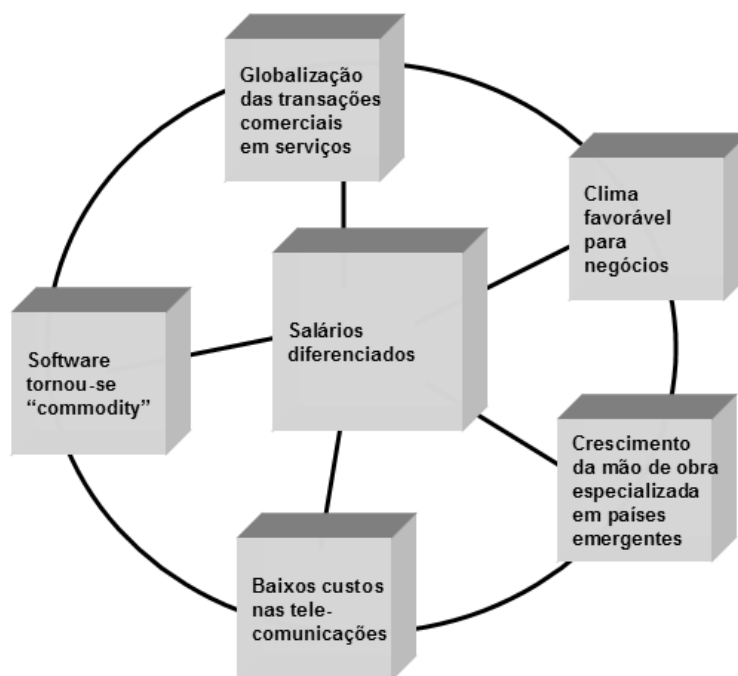 Globalização
das transações
comerciais
em serviços
Clima
favorável
para
negócios
Salários
diferenciados
Software
tornou-se
“commodity”
Crescimento
da mão de obra
especializada
em países
emergentes
Baixos custos
nas tele-
comunicações